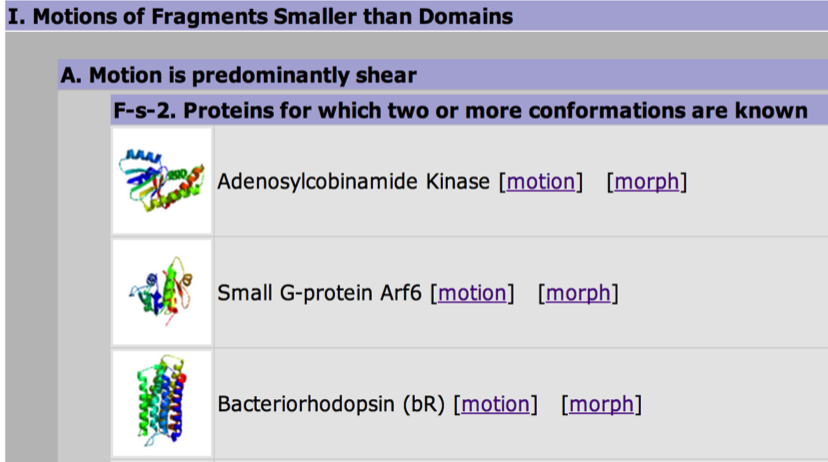 I. Motions of Fragments Smaller than Domains
A. Motion is predominantly shear
F-s-2. Proteins for which two or more conformations are known
Adenosylcobinamide Kinase [motion] [morph]
Small G-protein Arf6 [motion] [morph]
Bacteriorhodopsin (bR) [motion] [morph]